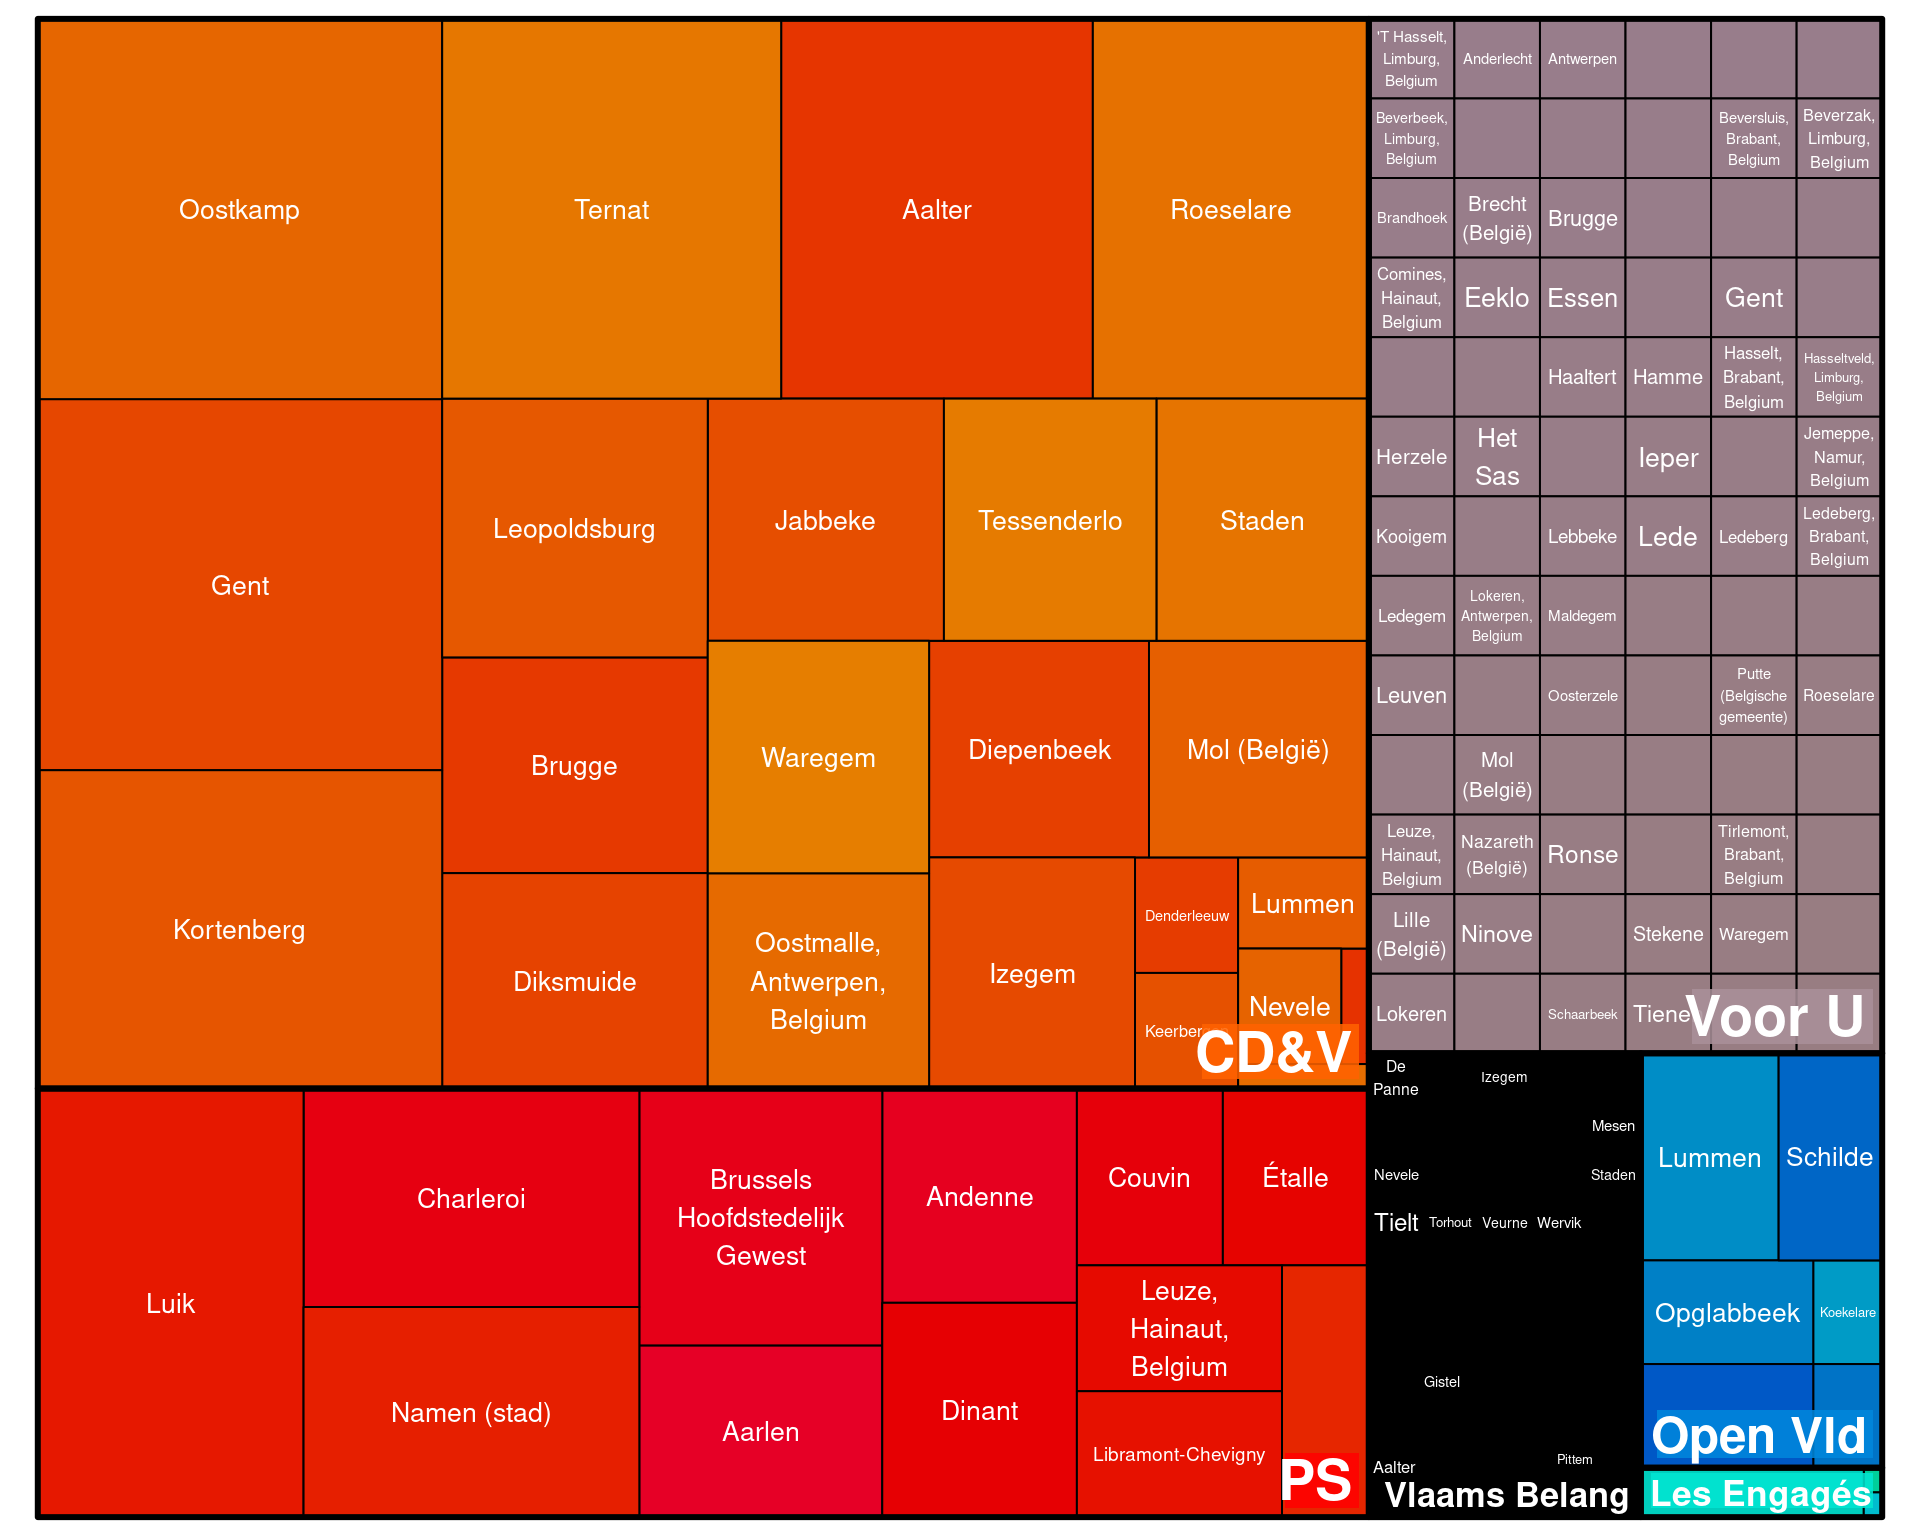 Oostkamp
Ternat
Aalter
Roeselare
Gent
Leopoldsburg
Jabbeke
Tessenderlo
Staden
Kortenberg
Brugge
Waregem
Diepenbeek
Mol (België)
Diksmuide
Oostmalle,
Antwerpen,
Belgium
Izegem
Denderleeuw
Lummen
Nevele
CD&V
Luik
Charleroi
Brussels
Hoofdstedelijk
Gewest
Andenne
Couvin
Étalle
Namen (stad)
Aarlen
Dinant
Leuze,
Hainaut,
Belgium
Libramont-Chevigny
PS
'T Hasselt,
Limburg,
Belgium
Anderlecht
Antwerpen
Beverbeek,
Limburg,
Belgium
Beversluis,
Brabant,
Belgium
Beverzak,
Limburg,
Belgium
Brandhoek
Brecht
(België)
Brugge
Comines,
Hainaut,
Belgium
Eeklo
Essen
Gent
Haaltert
Hamme
Hasselt,
Brabant,
Belgium
Hasseltveld,
Limburg,
Belgium
Herzele
Het
Sas
Ieper
Jemeppe,
Namur,
Belgium
Kooigem
Lebbeke
Lede
Ledeberg
Ledeberg,
Brabant,
Belgium
Ledegem
Lokeren,
Antwerpen,
Belgium
Maldegem
Leuven
Oosterzele
Putte
(Belgische
gemeente)
Roeselare
Mol
(België)
Leuze,
Hainaut,
Belgium
Nazareth
(België)
Ronse
Tirlemont,
Brabant,
Belgium
Lille
(België)
Ninove
Stekene
Waregem
Lokeren
Schaarbeek
Voor U
De
Panne
Izegem
Mesen
Nevele
Staden
Tielt
Torhout
Veurne
Wervik
Gistel
Aalter
Pittem
Vlaams Belang
Lummen
Schilde
Opglabbeek
Koekelare
Open Vld
Les Engagés